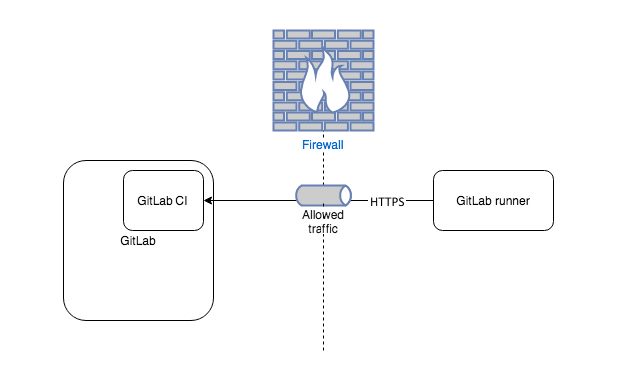 Firewall
GitLab CI
HTTPS
GitLab runner
Allowed
traffic
GitLab